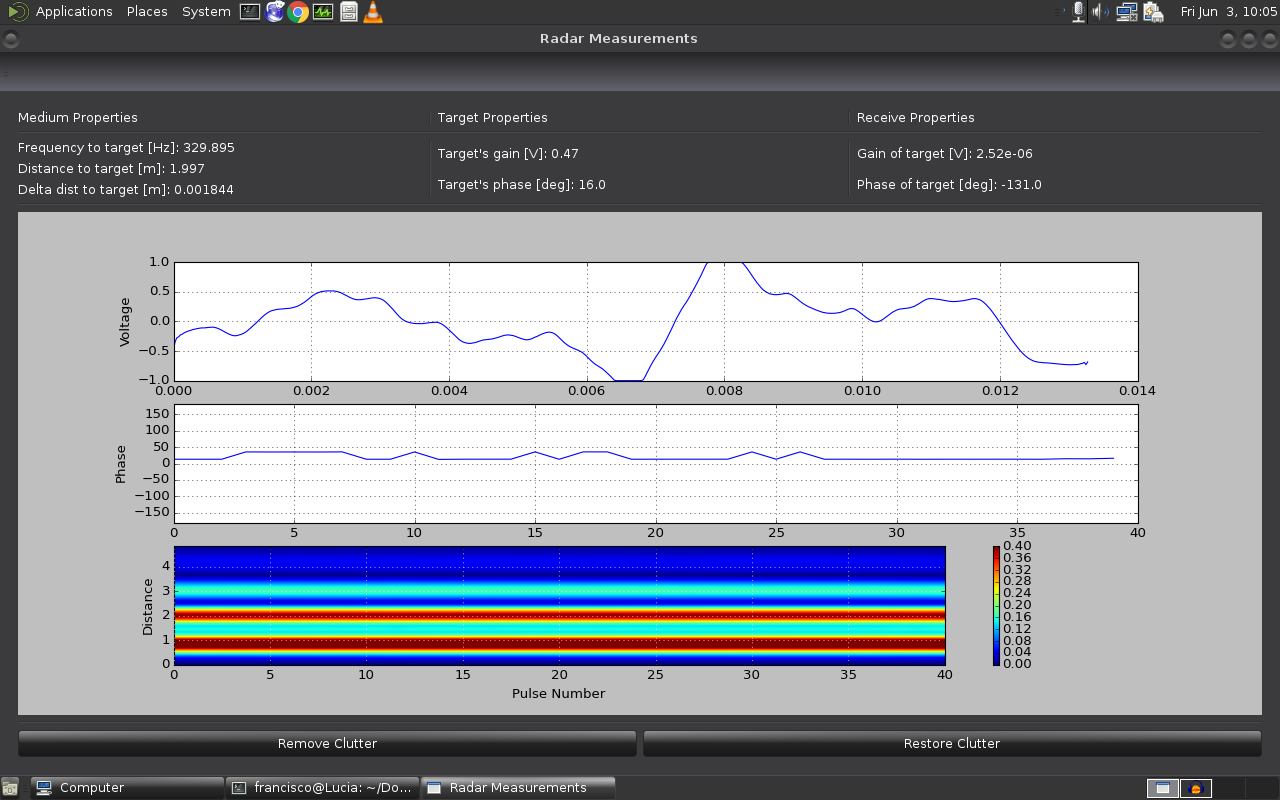 Applications Places System Fri Jun 3, 10:05
Radar Measurements
Medium Properties Target Properties Receive Properties
Frequency to target [Hz]: 329.895
Distance to target [m]: 1.997
Delta dist to target [m]: 0.001844
Target's gain [V]: 0.47
Target's phase [deg]: 16.0
Gain of target [V]: 2.52e-06
Phase of target [deg]: -131.0
Voltage
1.0
0.5
0.0
−0.5
−1.0
0.000 0.002 0.004 0.006 0.008 0.010 0.012 0.014
Phase
150
100
50
0
−50
−100
−150
0 5 10 15 20 25 30 35 40
Distance
4
3
2
1
0
0 5 10 15 20 25 30 35 40
Pulse Number
0.40
0.36
0.32
0.28
0.24
0.20
0.16
0.12
0.08
0.04
0.00
Remove Clutter Restore Clutter
Computer francisco@Lucia: ~/Do... Radar Measurements